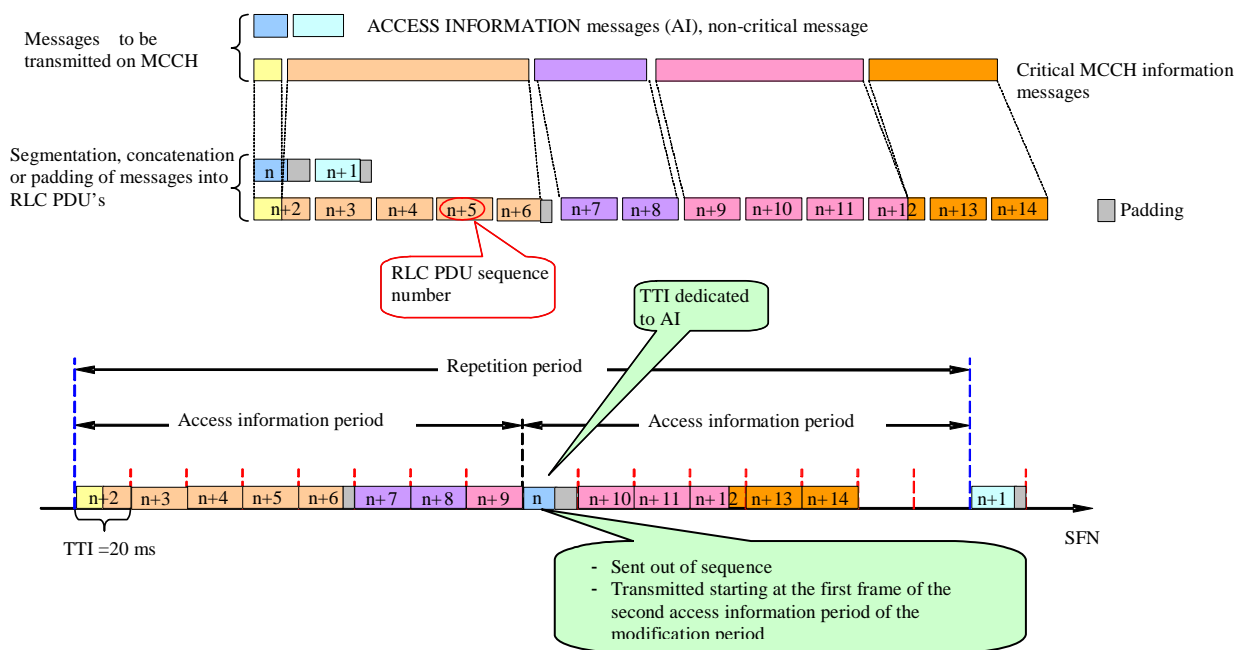 ACCESS INFORMATION messages (AI), non-critical message
Messages to be
transmitted on MCCH
Critical MCCH information
messages
Segmentation, concatenation
or padding of messages into
RLC PDU's
n n+1
n+2 n+3 n+4 n+5 n+6 n+7 n+8 n+9 n+10 n+11 n+12 n+13 n+14
Padding
RLC PDU sequence
number
TTI dedicated
to AI
Repetition period
Access information period Access information period
n+2 n+3 n+4 n+5 n+6 n+7 n+8 n+9 n n+10 n+11 n+12 n+13 n+14 n+1
TTI =20 ms
SFN
- Sent out of sequence
- Transmitted starting at the first frame of the
second access information period of the
modification period